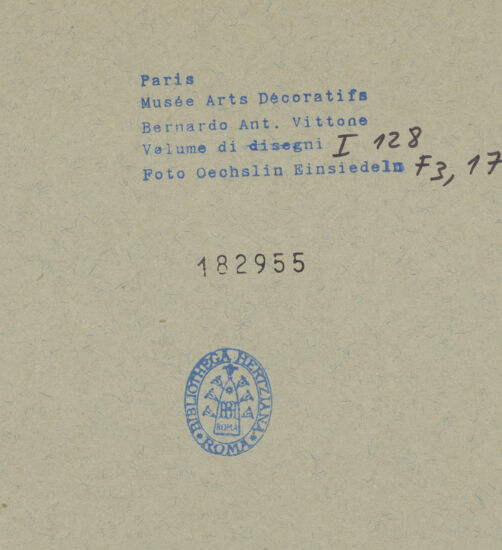 Paris
Musée Arts Décoratifs
Bernardo Ant. Vittone
Velume di disegni I 128
Foto Oechslin Einsiedeln F3, 17
182955
BIBLIOTHECA HERTZIANA
ROMA
ROMA